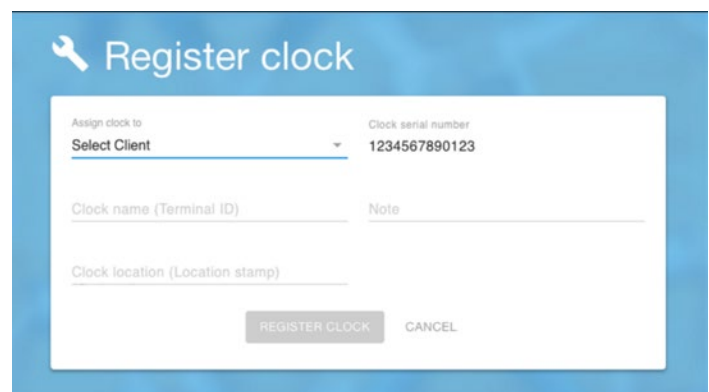 Register clock
Assign clock to
Select Client
Clock serial number
1234567890123
Clock name (Terminal ID)
Note
Clock location (Location stamp)
REGISTER CLOCK
CANCEL